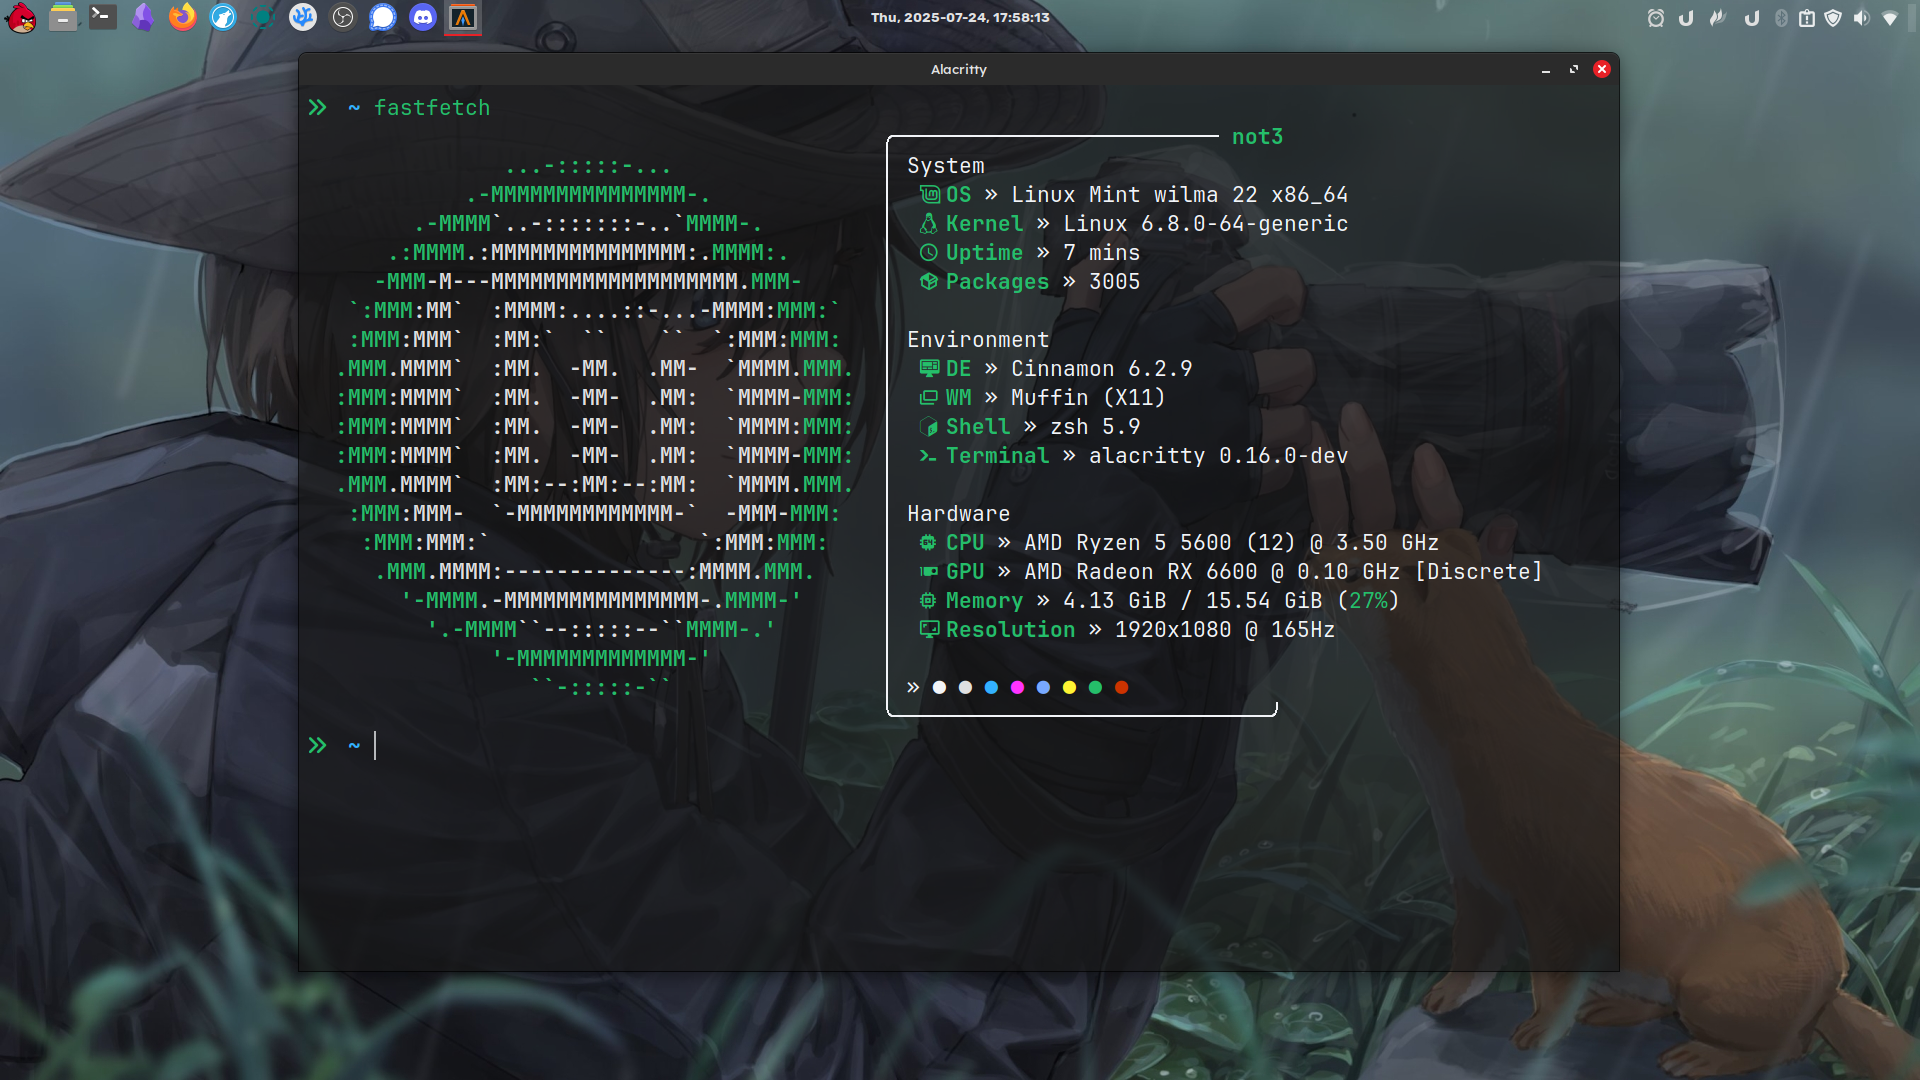 Thu, 2025-07-24, 17:58:13
Alacritty
» ~ fastfetch
not3
...-:::::-...
.-MMMMMMMMMMMMMMM-.
.-MMMM`..-:::::::-..`MMMM-.
.:MMMM.:MMMMMMMMMMMMMMM:.MMMM:.
-MMM-M---MMMMMMMMMMMMMMMMMMM.MMM-
`:MMM:MM`  :MMMM:....::-...-MMMM:MMM:`
:MMM:MMM`  :MM:`  ``    ``  `:MMM:MMM:
.MMM.MMMM`  :MM.  -MM.  .MM-  `MMMM.MMM.
:MMM:MMMM`  :MM.  -MM-  .MM:  `MMMM-MMM:
:MMM:MMMM`  :MM.  -MM-  .MM:  `MMMM:MMM:
:MMM:MMMM`  :MM.  -MM-  .MM:  `MMMM-MMM:
.MMM.MMMM`  :MM:--:MM:--:MM:  `MMMM.MMM.
:MMM:MMM-  `-MMMMMMMMMMMM-`  -MMM-MMM:
:MMM:MMM:`                `:MMM:MMM:
.MMM.MMMM:--------------:MMMM.MMM.
'-MMMM.-MMMMMMMMMMMMMMM-.MMMM-'
'.-MMMM``--:::::--``MMMM-.'
'-MMMMMMMMMMMMM-'
``-:::::-``
System
OS » Linux Mint wilma 22 x86_64
Kernel » Linux 6.8.0-64-generic
Uptime » 7 mins
Packages » 3005
Environment
DE » Cinnamon 6.2.9
WM » Muffin (X11)
Shell » zsh 5.9
Terminal » alacritty 0.16.0-dev
Hardware
CPU » AMD Ryzen 5 5600 (12) @ 3.50 GHz
GPU » AMD Radeon RX 6600 @ 0.10 GHz [Discrete]
Memory » 4.13 GiB / 15.54 GiB (27%)
Resolution » 1920x1080 @ 165Hz
»
» ~